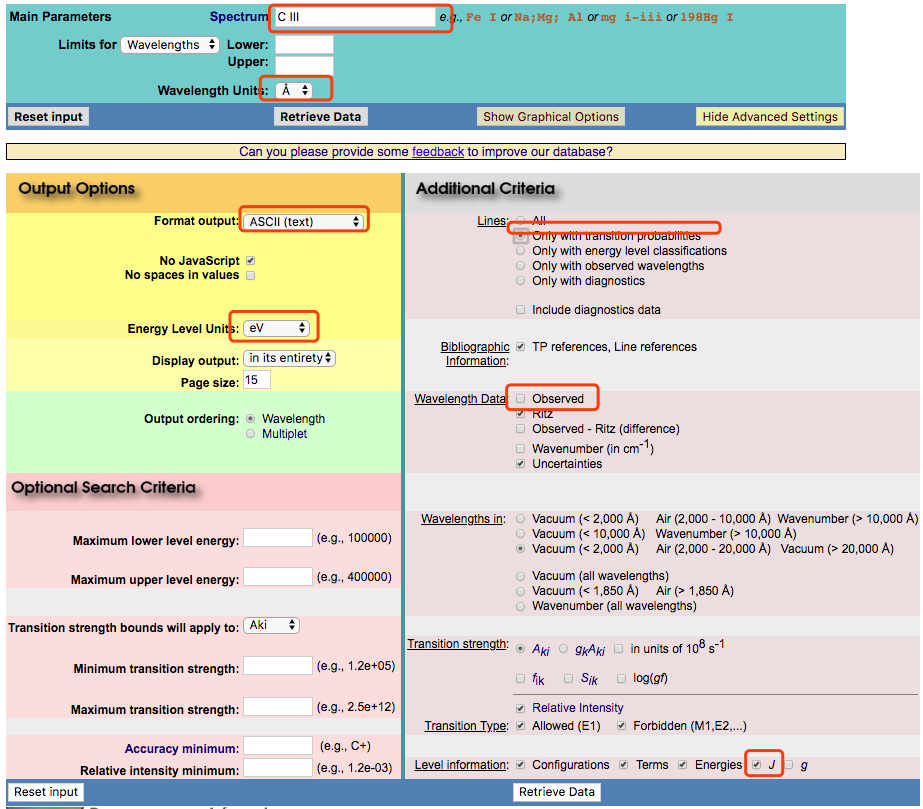 Main Parameters Spectrum C III e.g., Fe I or Na;Mg; Al or mg i-iii or 198Hg I
Limits for Wavelengths Lower:
Upper:
Wavelength Units: Å
Reset input Retrieve Data Show Graphical Options Hide Advanced Settings
Can you please provide some feedback to improve our database?
Output Options
Format output: ASCII (text)
No JavaScript
No spaces in values
Energy Level Units: eV
Display output: in its entirety
Page size: 15
Output ordering: Wavelength
Multiplet
Optional Search Criteria
Maximum lower level energy: (e.g., 100000)
Maximum upper level energy: (e.g., 400000)
Transition strength bounds will apply to: Aki
Minimum transition strength: (e.g., 1.2e+05)
Maximum transition strength: (e.g., 2.5e+12)
Accuracy minimum: (e.g., C+)
Relative intensity minimum: (e.g., 1.2e-03)
Reset input
Additional Criteria
Lines: All
Only with transition probabilities
Only with energy level classifications
Only with observed wavelengths
Only with diagnostics
Include diagnostics data
Bibliographic TP references, Line references
Information:
Wavelength Data: Observed
Ritz
Observed - Ritz (difference)
Wavenumber (in cm-1)
Uncertainties
Wavelengths in: Vacuum (< 2,000 Å) Air (2,000 - 10,000 Å) Wavenumber (> 10,000 Å)
Vacuum (< 10,000 Å) Wavenumber (> 10,000 Å)
Vacuum (< 2,000 Å) Air (2,000 - 20,000 Å) Vacuum (> 20,000 Å)
Vacuum (all wavelengths)
Vacuum (< 1,850 Å) Air (> 1,850 Å)
Wavenumber (all wavelengths)
Transition strength: Aki gkAki in units of 108 s-1
fik Sik log(gf)
Relative Intensity
Transition Type: Allowed (E1) Forbidden (M1,E2,...)
Level information: Configurations Terms Energies J g
Retrieve Data